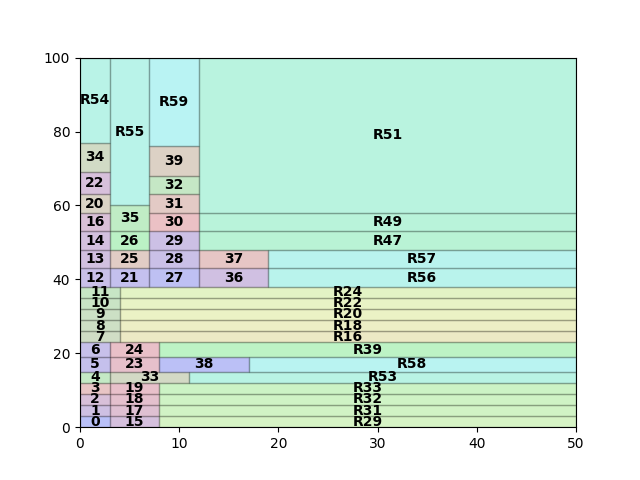 100
R54 R59
R55
80
R51
34 39
22 32
60
20 31
35
16 30 R49
14 26 29 R47
13 25 28 37 R57
40
12 21 27 36 R56
11 R24
10 R22
9 R20
8 R18
7 R16
6 24 R39
20
5 23 38 R58
4 33 R53
3 19 R33
2 18 R32
1 17 R31
0 0 15 R29
0 10 20 30 40 50